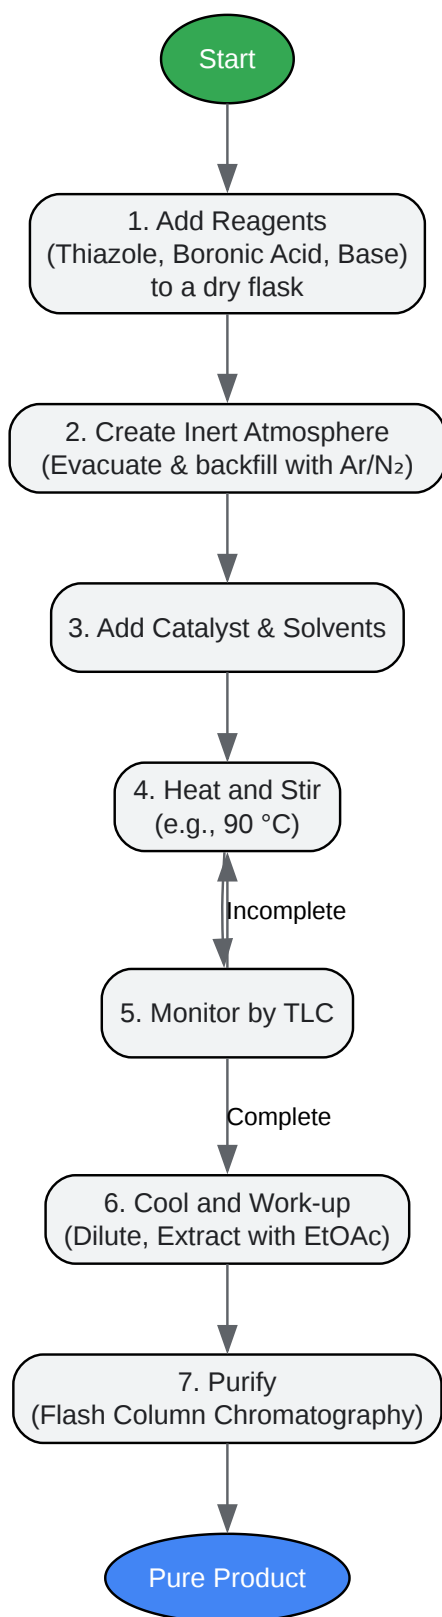 Start
1. Add Reagents
(Thiazole, Boronic Acid, Base)
to a dry flask
2. Create Inert Atmosphere
(Evacuate & backfill with Ar/N₂)
3. Add Catalyst & Solvents
4. Heat and Stir
(e.g., 90 °C)
Incomplete
5. Monitor by TLC
Complete
6. Cool and Work-up
(Dilute, Extract with EtOAc)
7. Purify
(Flash Column Chromatography)
Pure Product